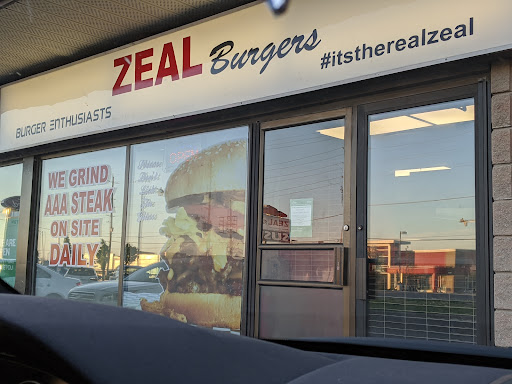 ZEAL Burgers
#itstherealzeal
BURGER ENTHUSIASTS
WE GRIND
AAA STEAK
ON SITE
DAILY